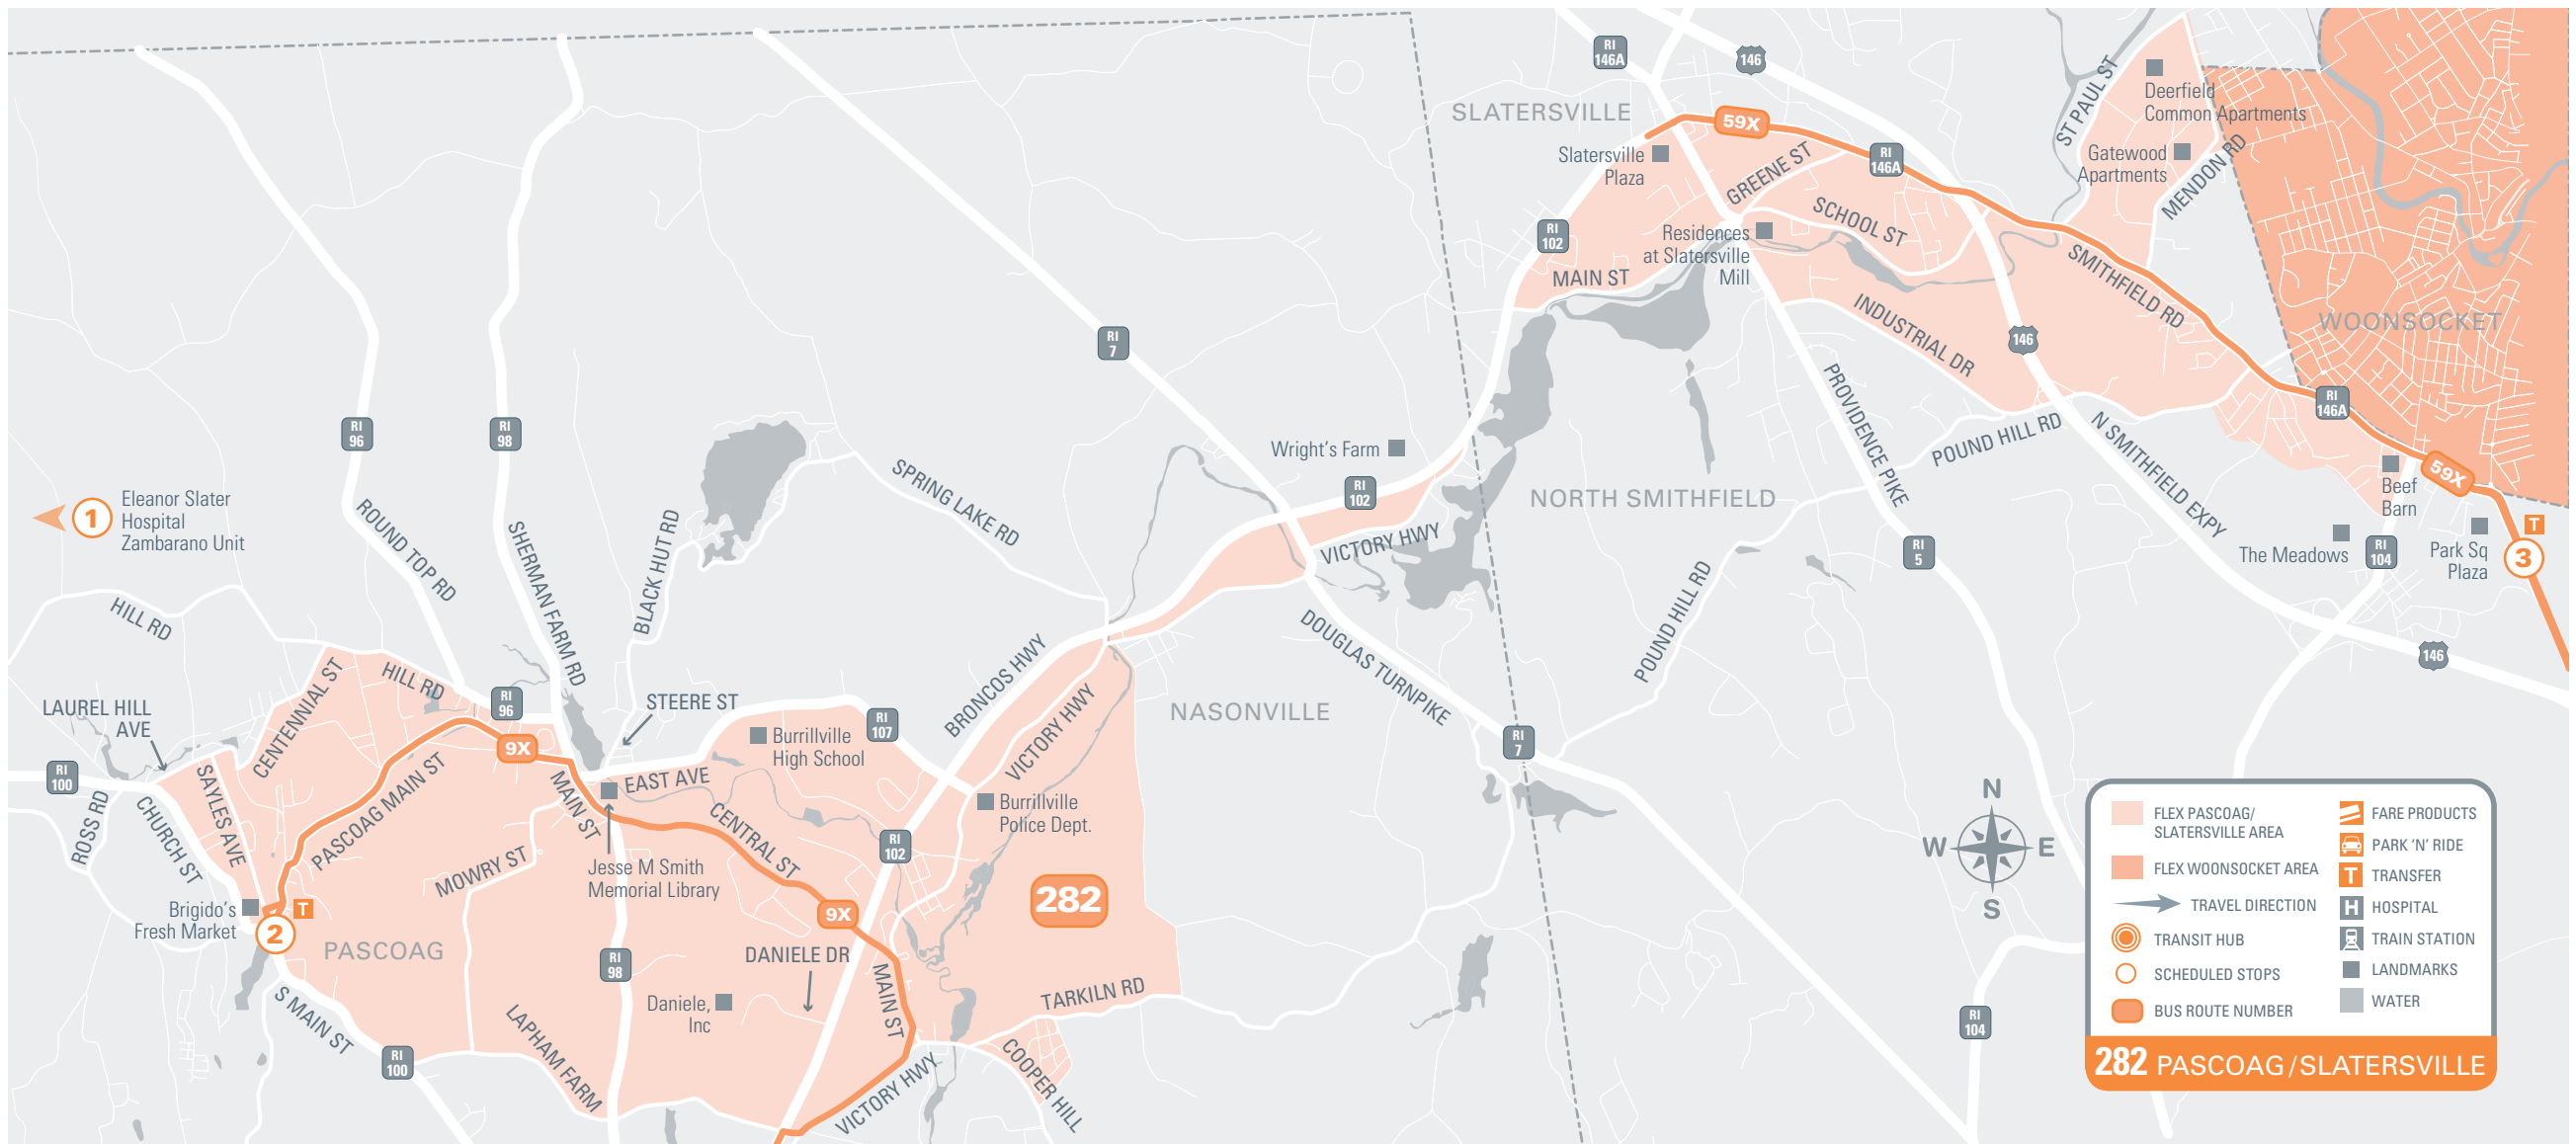 RI
146A
146
SLATERSVILLE
59X
Slatersville
Plaza
GREENE ST
RI
146A
SCHOOL ST
ST PAUL ST
Deerfield
Common Apartments
Gatewood
Apartments
MENDON RD
RI
102
Residences
at Slatersville
Mill
MAIN ST
INDUSTRIAL DR
SMITHFIELD RD
WOONSOCKET
146
RI
7
RI
96
RI
98
PROVIDENCE PIKE
POUND HILL RD
N SMITHFIELD EXPY
RI
146A
59X
Beef
Barn
T
3
Park Sq
Plaza
The Meadows
RI
104
146
Wright's Farm
RI
102
NORTH SMITHFIELD
VICTORY HWY
RI
5
POUND HILL RD
SPRING LAKE RD
1
Eleanor Slater
Hospital
Zambarano Unit
ROUND TOP RD
SHERMAN FARM RD
BLACK HUT RD
HILL RD
DOUGLAS TURNPIKE
RI
7
NASONVILLE
BRONCOS HWY
VICTORY HWY
LAUREL HILL
AVE
CENTENNIAL ST
HILL RD
RI
96
STEERE ST
Burrillville
High School
RI
107
RI
100
ROSS RD
CHURCH ST
SAYLES AVE
PASCOAG MAIN ST
9X
MAIN ST
EAST AVE
CENTRAL ST
Burrillville
Police Dept.
RI
102
MOWRY ST
Jesse M Smith
Memorial Library
Brigido's
Fresh Market
T
2
PASCOAG
9X
282
DANIELE DR
RI
98
Daniele,
Inc
MAIN ST
TARKILN RD
S MAIN ST
LAPHAM FARM
RI
100
VICTORY HWY
COOPER HILL
RI
104
N
W
E
S
FLEX PASCOAG/
SLATERSVILLE AREA
FLEX WOONSOCKET AREA
TRAVEL DIRECTION
TRANSIT HUB
SCHEDULED STOPS
BUS ROUTE NUMBER
FARE PRODUCTS
PARK 'N' RIDE
T
TRANSFER
H
HOSPITAL
TRAIN STATION
LANDMARKS
WATER
282 PASCOAG/SLATERSVILLE